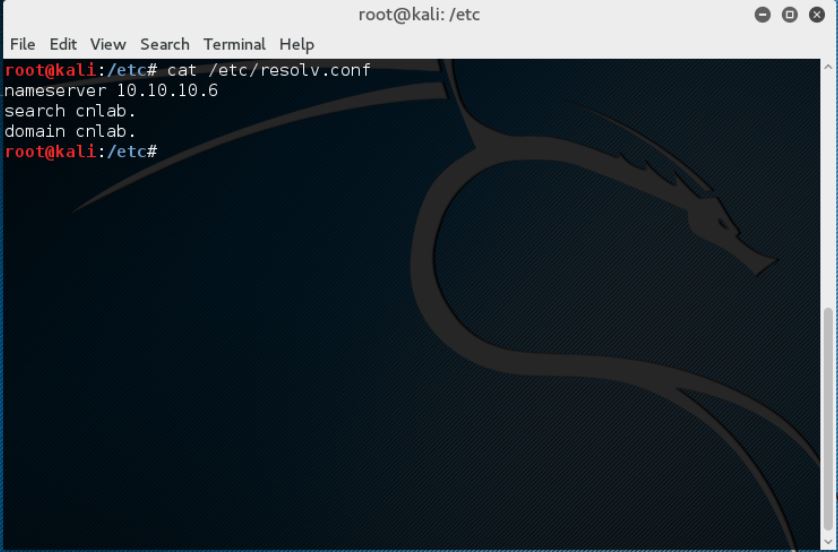 root@kali: /etc
File Edit View Search Terminal Help
root@kali:/etc# cat /etc/resolv.conf
nameserver 10.10.10.6
search cnlab.
domain cnlab.
root@kali:/etc#